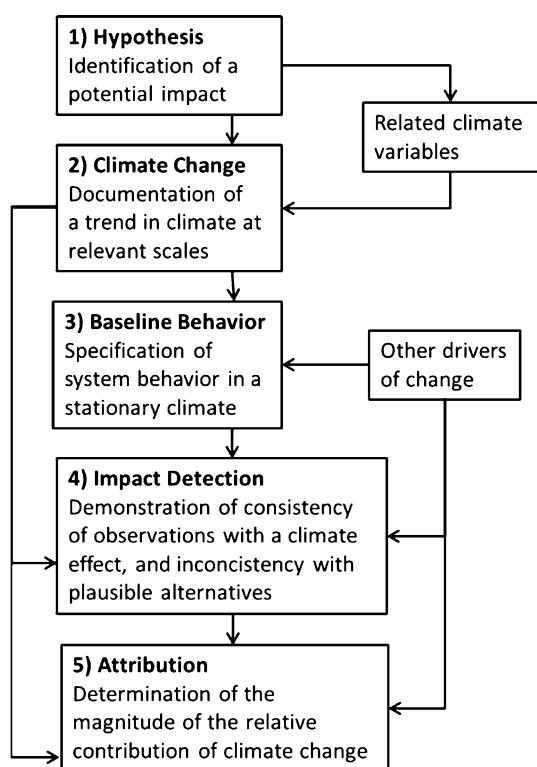 1) Hypothesis
Identification of a
potential impact
Related climate
variables
2) Climate Change
Documentation of
a trend in climate at
relevant scales
3) Baseline Behavior
Specification of
system behavior in a
stationary climate
Other drivers
of change
4) Impact Detection
Demonstration of consistency
of observations with a climate
effect, and inconcistency with
plausible alternatives
5) Attribution
Determination of the
magnitude of the relative
contribution of climate change